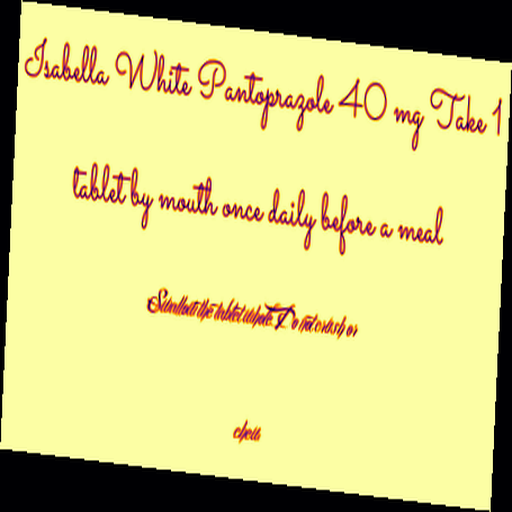 Isabella White Pantoprazole 40 mg Take 1
tablet by mouth once daily before a meal
Swallow the tablet whole. Do not crush or
chew